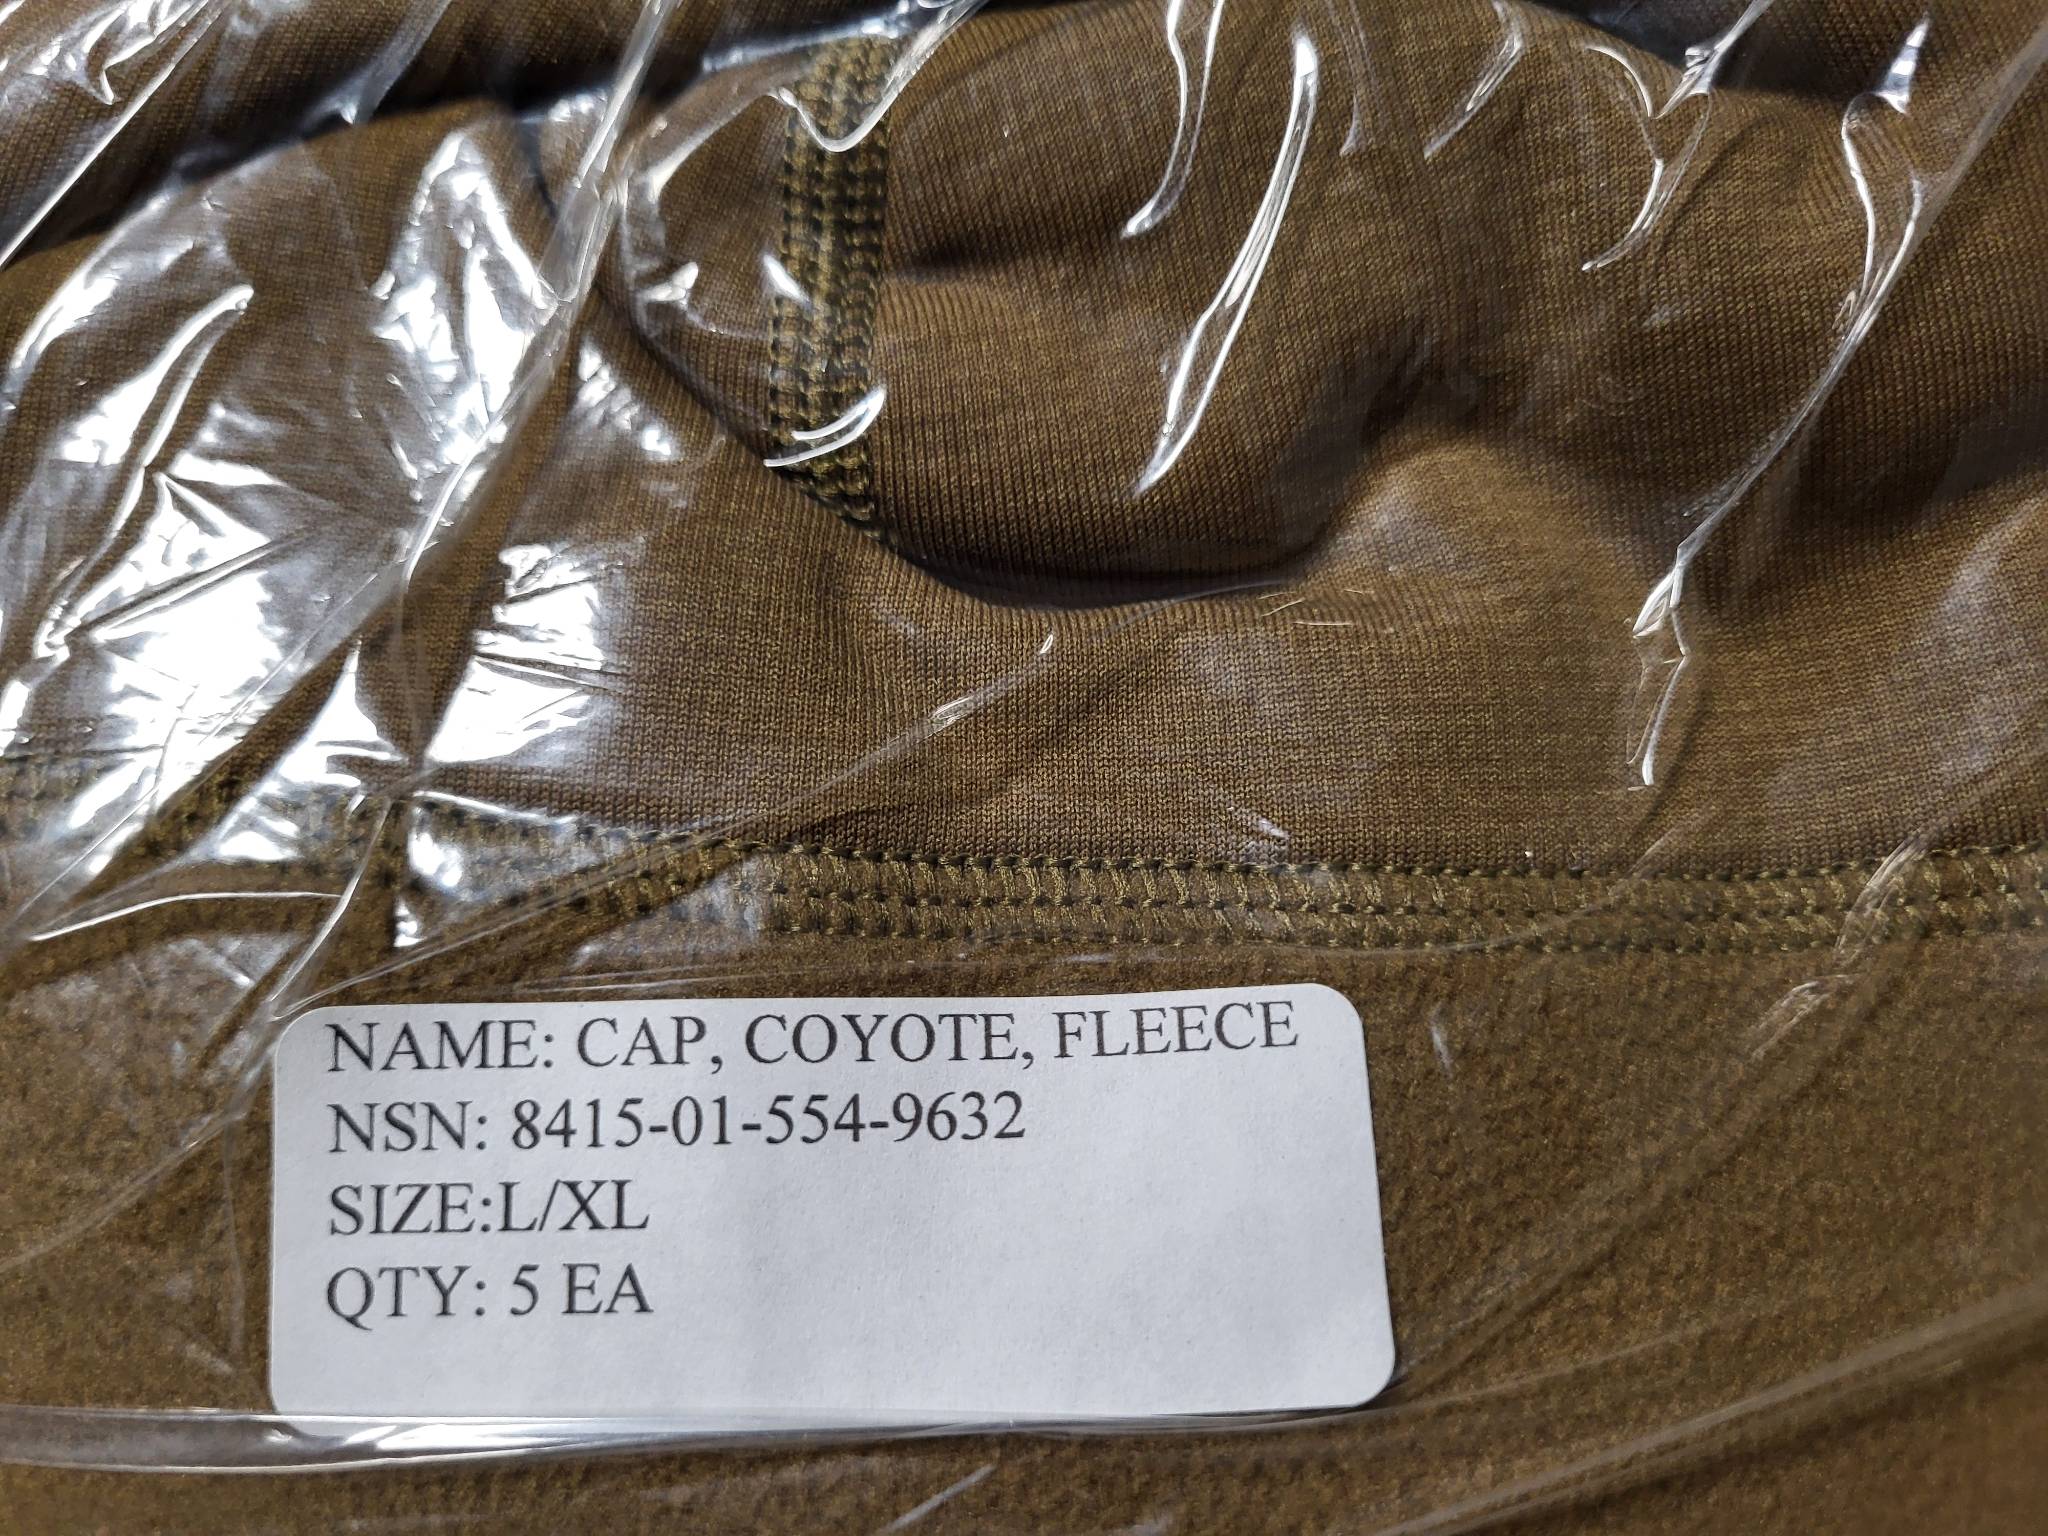 NAME: CAP, COYOTE, FLEECE
NSN: 8415-01-554-9632
SIZE:L/XL
QTY: 5 EA